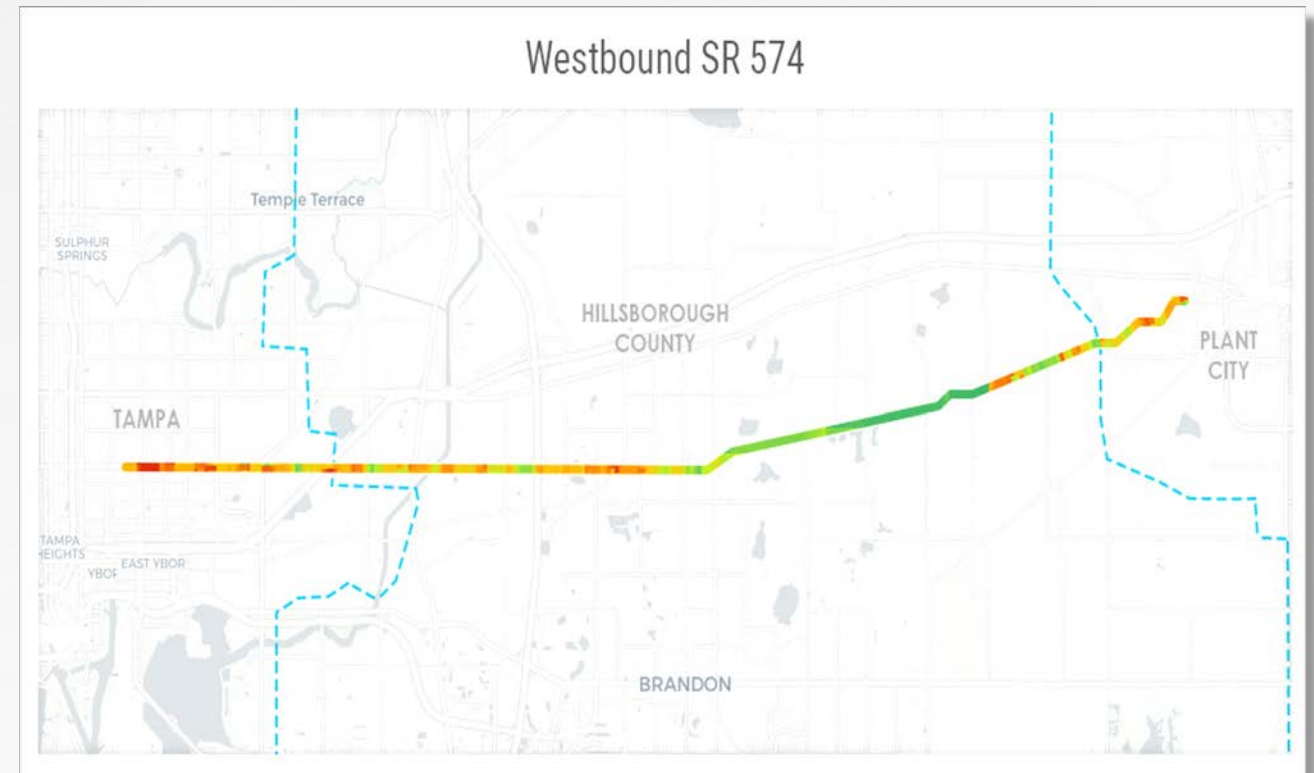 Westbound SR 574
Temple Terrace
SULPHUR
SPRINGS
HILLSBOROUGH
COUNTY
PLANT
CITY
TAMPA
TAMPA
HEIGHTS
EAST YBOR
YBOR
BRANDON